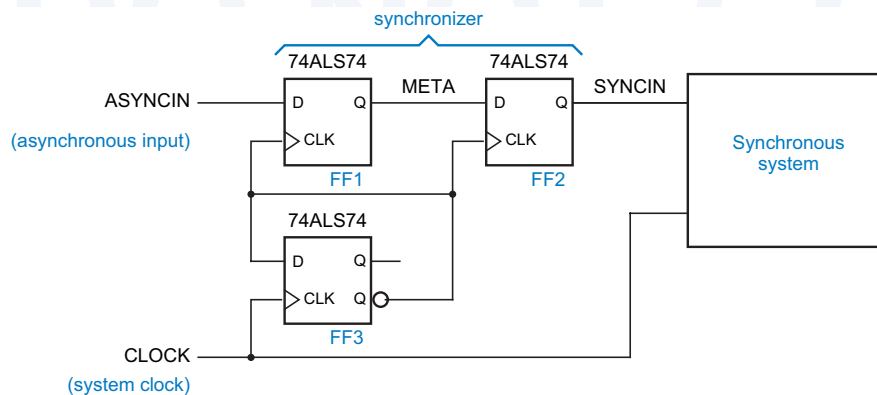 synchronizer
74ALS74
74ALS74
ASYNCIN
D
Q
META
D
Q
SYNCIN
(asynchronous input)
CLK
CLK
Synchronous
system
FF1
FF2
74ALS74
D
Q
CLK
Q
FF3
CLOCK
(system clock)